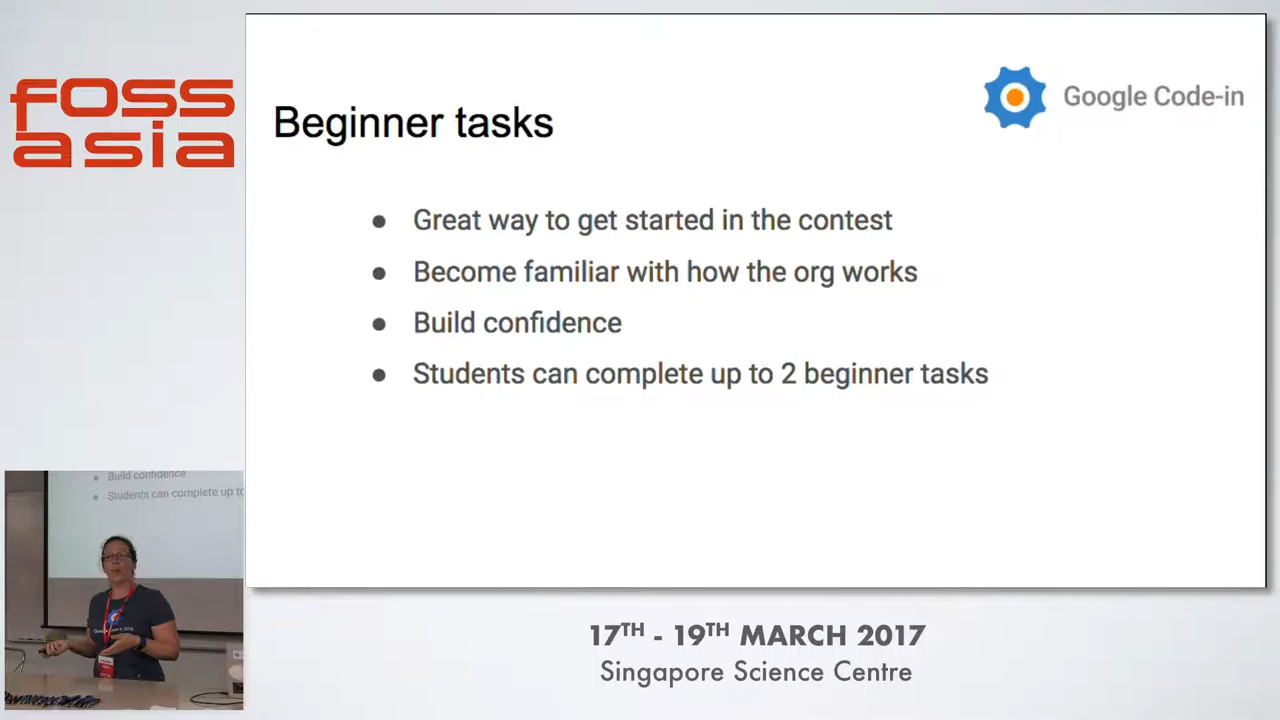 foss
asia
Beginner tasks
Google Code-in
● Great way to get started in the contest
● Become familiar with how the org works
● Build confidence
● Students can complete up to 2 beginner tasks
● Build confidence
● Students can complete up to
17TH - 19TH MARCH 2017
Singapore Science Centre